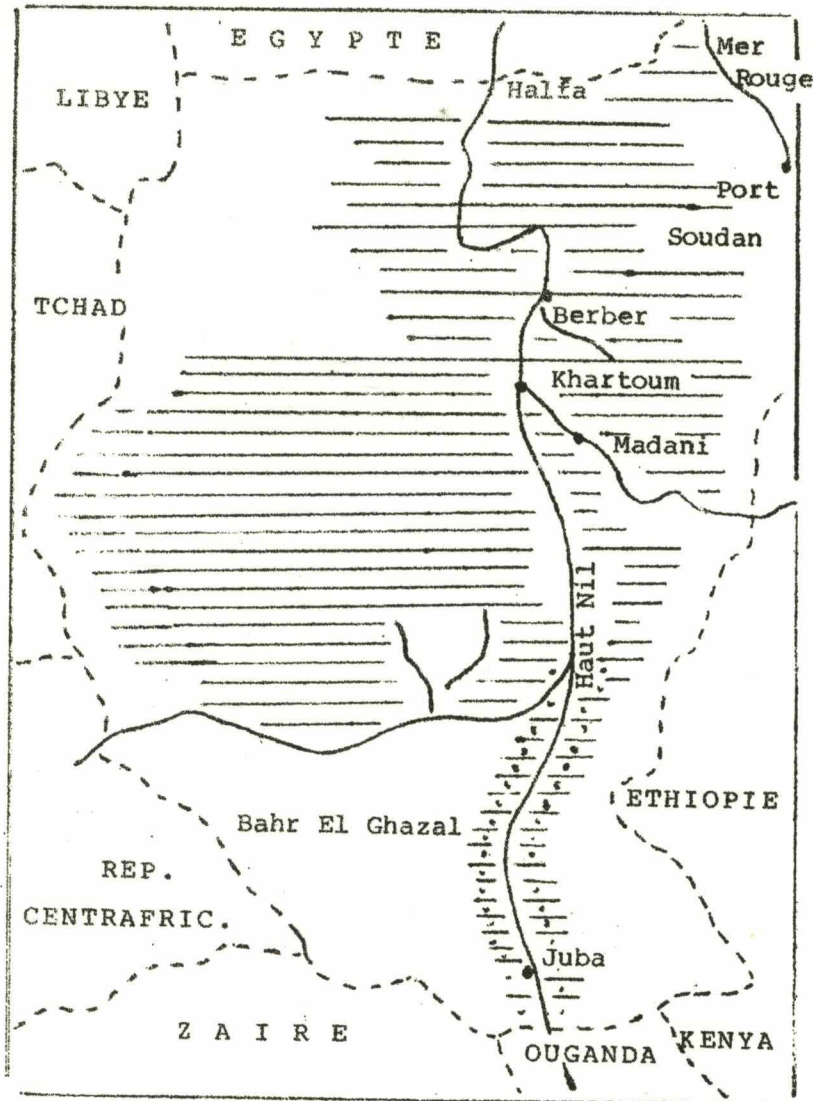 E G Y P T E
Mer
Rouge
LIBYE
Halfa
Port
Soudan
TCHAD
Berber
Khartoum
Madani
Haut Nil
ETHIOPIE
Bahr El Ghazal
REP.
CENTRAFRIC.
Juba
Z A I R E
OUGANDA
KENYA